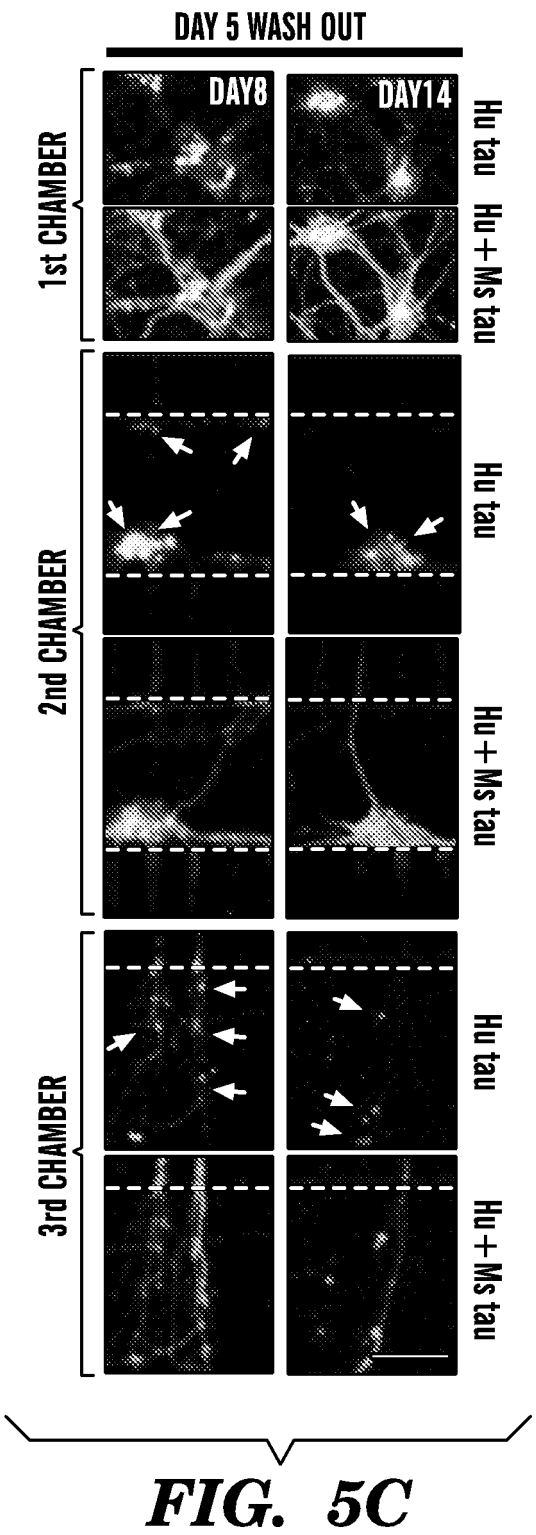 DAY 5 WASH OUT
DAY8
DAY14
1st CHAMBER
Hu tau
Hu + Ms tau
2nd CHAMBER
Hu tau
Hu + Ms tau
3rd CHAMBER
Hu tau
Hu + Ms tau
FIG. 5C